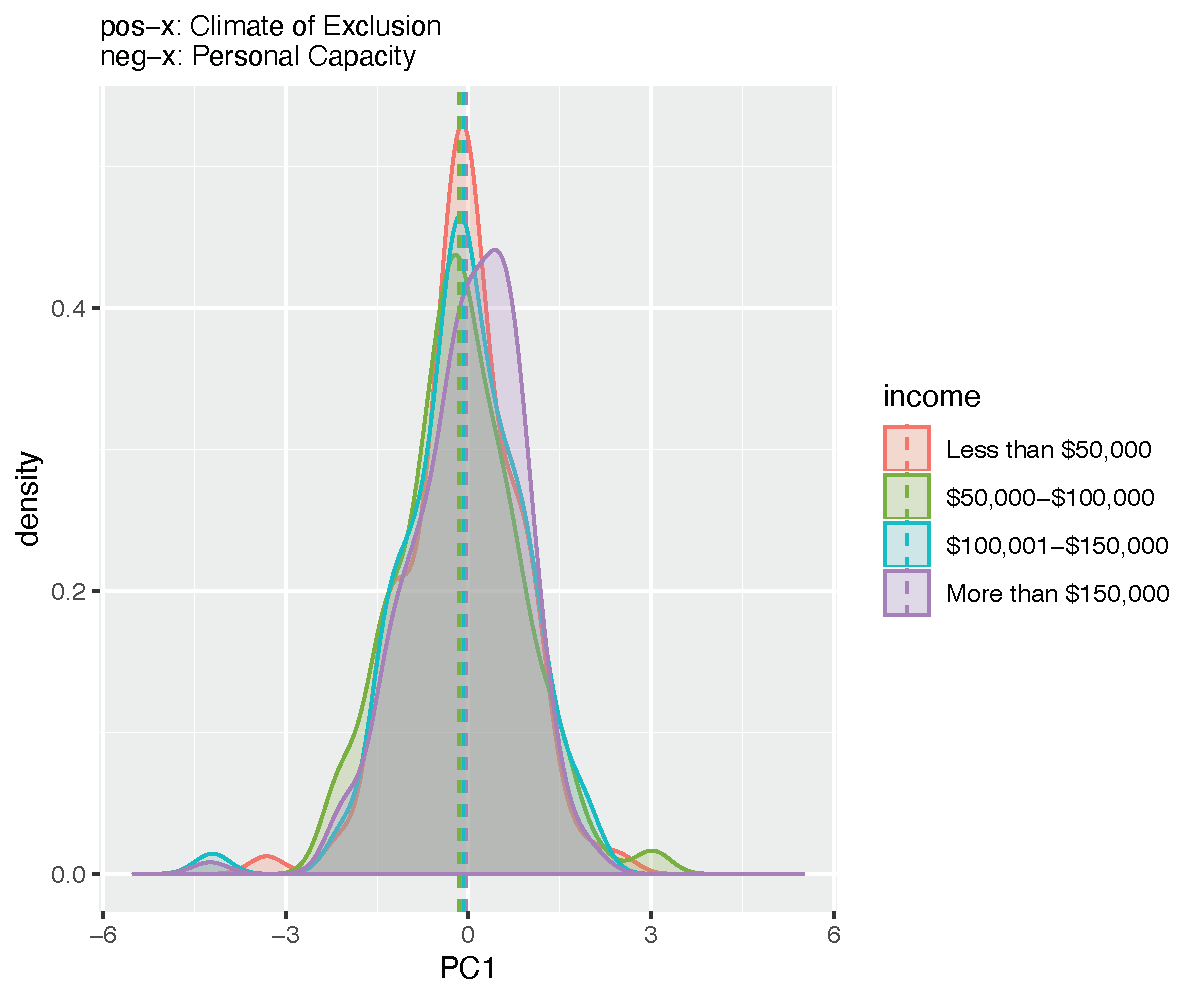 pos−x: Climate of Exclusion
neg−x: Personal Capacity
density
0.4
0.2
0.0
−6
−3
0
3
6
PC1
income
Less than $50,000
$50,000−$100,000
$100,001−$150,000
More than $150,000